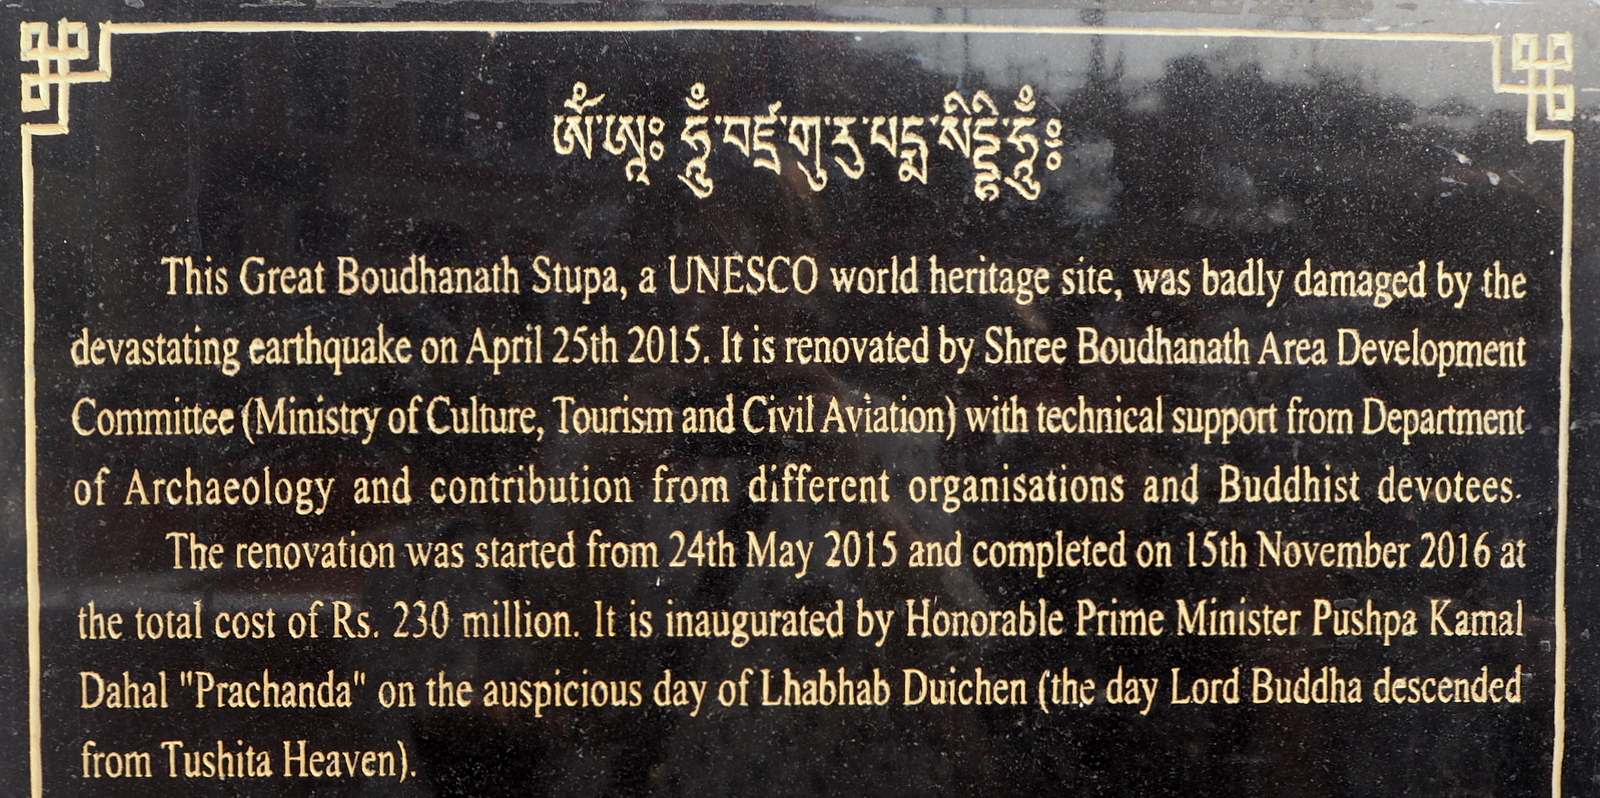 ༀ་ཨཱཿ ཧཱུྃ་བཛྲ་གུ་རུ་པདྨ་སིདྡྷི་ཧཱུྃ༔
This Great Boudhanath Stupa, a UNESCO world heritage site, was badly damaged by the
devastating earthquake on April 25th 2015. It is renovated by Shree Boudhanath Area Development
Committee (Ministry of Culture, Tourism and Civil Aviation) with technical support from Department
of Archaeology and contribution from different organisations and Buddhist devotees.
The renovation was started from 24th May 2015 and completed on 15th November 2016 at
the total cost of Rs. 230 million. It is inaugurated by Honorable Prime Minister Pushpa Kamal
Dahal "Prachanda" on the auspicious day of Lhabhab Duichen (the day Lord Buddha descended
from Tushita Heaven).